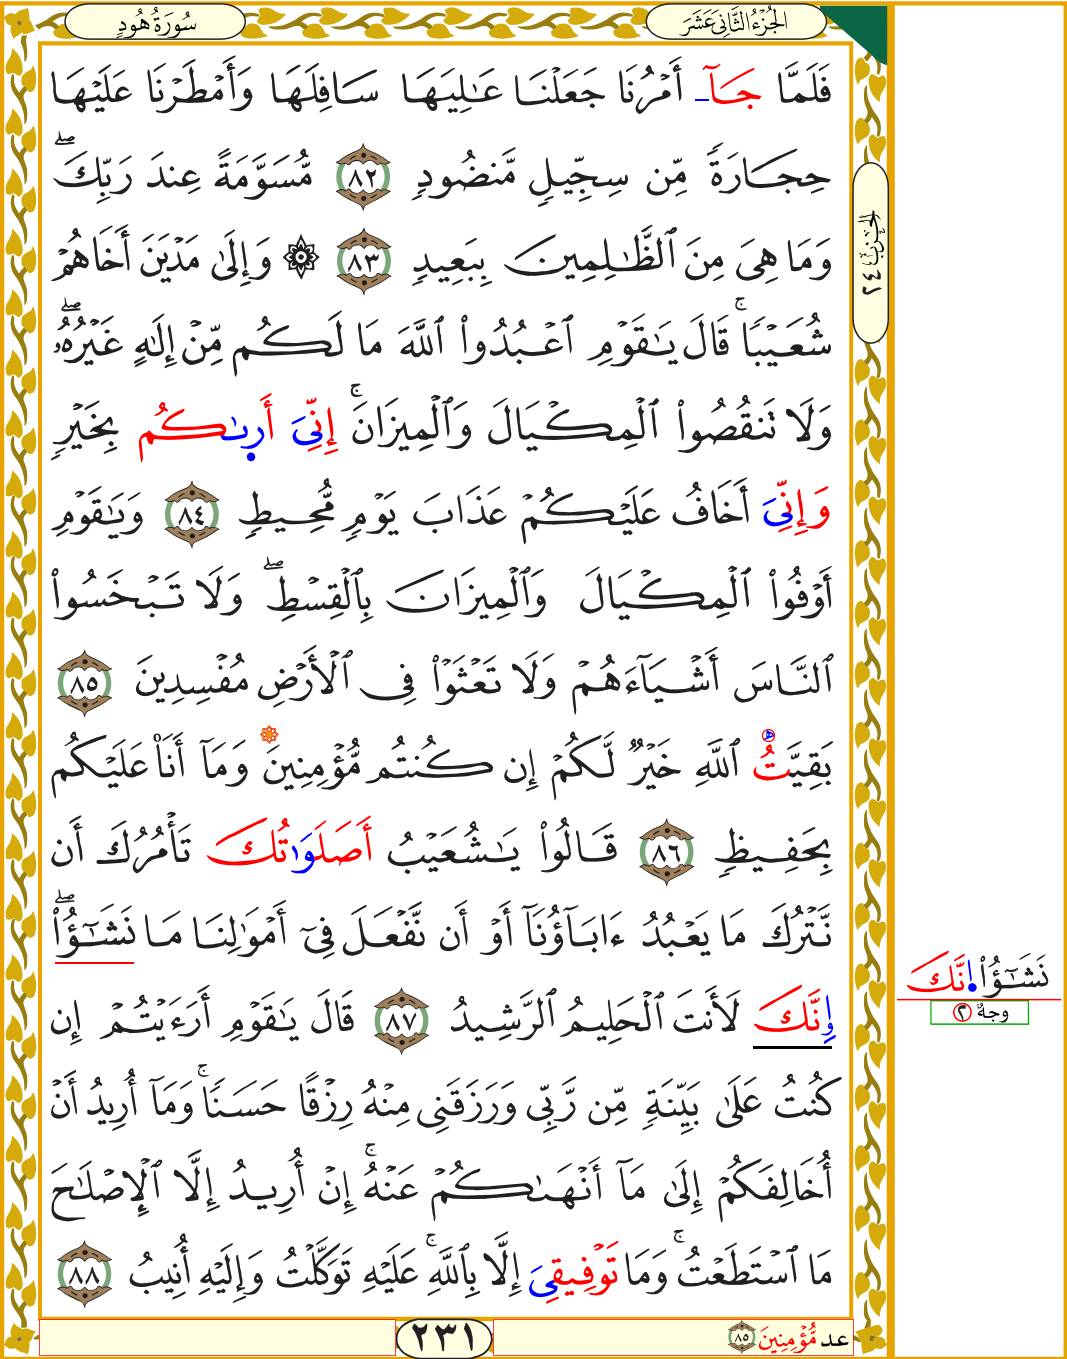 سُورَةُ هُودٍ
الجُزْءُ الثَّانِىَ عَشَرَ
فَلَمَّا جَآ أَمْرُنَا جَعَلْنَا عَـٰلِيَهَا سَافِلَهَا وَأَمْطَرْنَا عَلَيْهَا
حِجَارَةً مِّن سِجِّيلٍ مَّنضُودٍ ٨٢ مُّسَوَّمَةً عِندَ رَبِّكَ ۖ
وَمَا هِىَ مِنَ ٱلظَّـٰلِمِينَ بِبَعِيدٍ ٨٣ ۞ وَإِلَىٰ مَدْيَنَ أَخَاهُمْ
شُعَيْبًا ۚ قَالَ يَـٰقَوْمِ ٱعْبُدُوا۟ ٱللَّهَ مَا لَكُم مِّنْ إِلَـٰهٍ غَيْرُهُۥ ۖ
وَلَا تَنقُصُوا۟ ٱلْمِكْيَالَ وَٱلْمِيزَانَ ۚ إِنِّىَ أَرىٰكُم بِخَيْرٍ
وَإِنِّىَ أَخَافُ عَلَيْكُمْ عَذَابَ يَوْمٍ مُّحِيطٍ ٨٤ وَيَـٰقَوْمِ
أَوْفُوا۟ ٱلْمِكْيَالَ وَٱلْمِيزَانَ بِٱلْقِسْطِ ۖ وَلَا تَبْخَسُوا۟
ٱلنَّاسَ أَشْيَآءَهُمْ وَلَا تَعْثَوْا۟ فِى ٱلْأَرْضِ مُفْسِدِينَ ٨٥
بَقِيَّتُ ٱللَّهِ خَيْرٌ لَّكُمْ إِن كُنتُم مُّؤْمِنِينَ وَمَآ أَنَا۠ عَلَيْكُم
بِحَفِيظٍ ٨٦ قَالُوا۟ يَـٰشُعَيْبُ أَصَلَوَٰتُكَ تَأْمُرُكَ أَن
نَّتْرُكَ مَا يَعْبُدُ ءَابَآؤُنَآ أَوْ أَن نَّفْعَلَ فِىٓ أَمْوَٰلِنَا مَا نَشَـٰٓؤُا۟ ۖ
إِنَّكَ لَأَنتَ ٱلْحَلِيمُ ٱلرَّشِيدُ ٨٧ قَالَ يَـٰقَوْمِ أَرَءَيْتُمْ إِن
كُنتُ عَلَىٰ بَيِّنَةٍ مِّن رَّبِّى وَرَزَقَنِى مِنْهُ رِزْقًا حَسَنًا ۚ وَمَآ أُرِيدُ أَنْ
أُخَالِفَكُمْ إِلَىٰ مَآ أَنْهَىٰكُمْ عَنْهُ ۚ إِنْ أُرِيدُ إِلَّا ٱلْإِصْلَـٰحَ
مَا ٱسْتَطَعْتُ ۚ وَمَا تَوْفِيقِىَ إِلَّا بِٱللَّهِ ۚ عَلَيْهِ تَوَكَّلْتُ وَإِلَيْهِ أُنِيبُ ٨٨
عد مُّؤْمِنِينَ ٨٥
٢٣١
الحزب ٢٤
نَشَـٰٓؤُا۟ اِنَّكَ
وجهٌ ٢